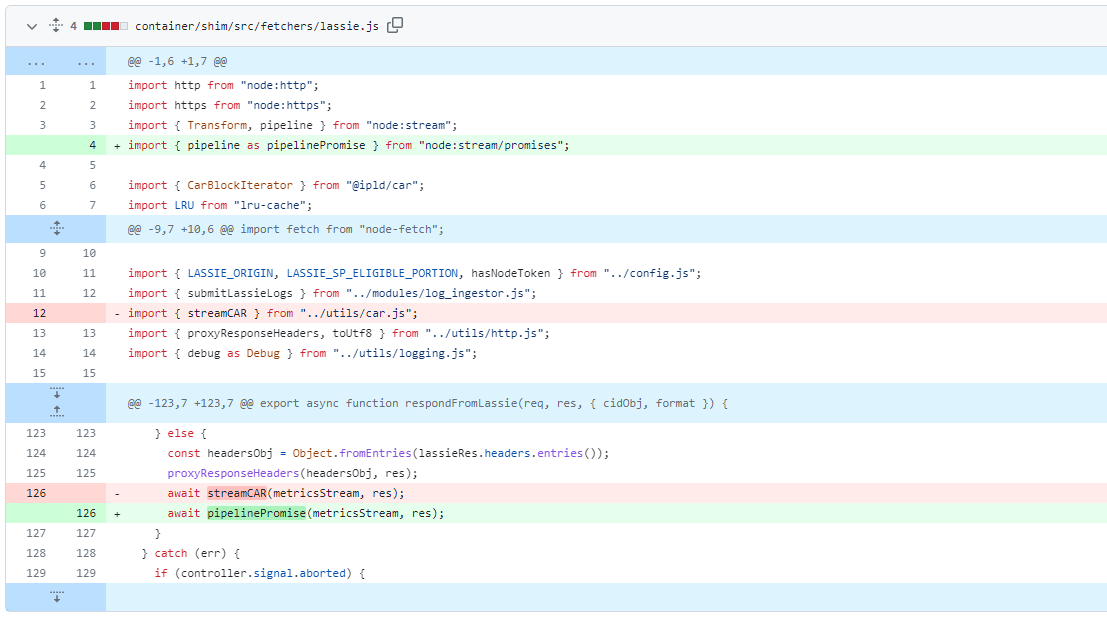 4 container/shim/src/fetchers/lassie.js
... ... @@ -1,6 +1,7 @@
1 1 import http from "node:http";
2 2 import https from "node:https";
3 3 import { Transform, pipeline } from "node:stream";
4 + import { pipeline as pipelinePromise } from "node:stream/promises";
4 5
5 6 import { CarBlockIterator } from "@ipld/car";
6 7 import LRU from "lru-cache";
@@ -9,7 +10,6 @@ import fetch from "node-fetch";
9 10
10 11 import { LASSIE_ORIGIN, LASSIE_SP_ELIGIBLE_PORTION, hasNodeToken } from "../config.js";
11 12 import { submitLassieLogs } from "../modules/log_ingestor.js";
12 - import { streamCAR } from "../utils/car.js";
13 13 import { proxyResponseHeaders, toUtf8 } from "../utils/http.js";
14 14 import { debug as Debug } from "../utils/logging.js";
15 15
@@ -123,7 +123,7 @@ export async function respondFromLassie(req, res, { cidObj, format }) {
123 123 } else {
124 124 const headersObj = Object.fromEntries(lassieRes.headers.entries());
125 125 proxyResponseHeaders(headersObj, res);
126 - await streamCAR(metricsStream, res);
126 + await pipelinePromise(metricsStream, res);
127 127 }
128 128 } catch (err) {
129 129 if (controller.signal.aborted) {